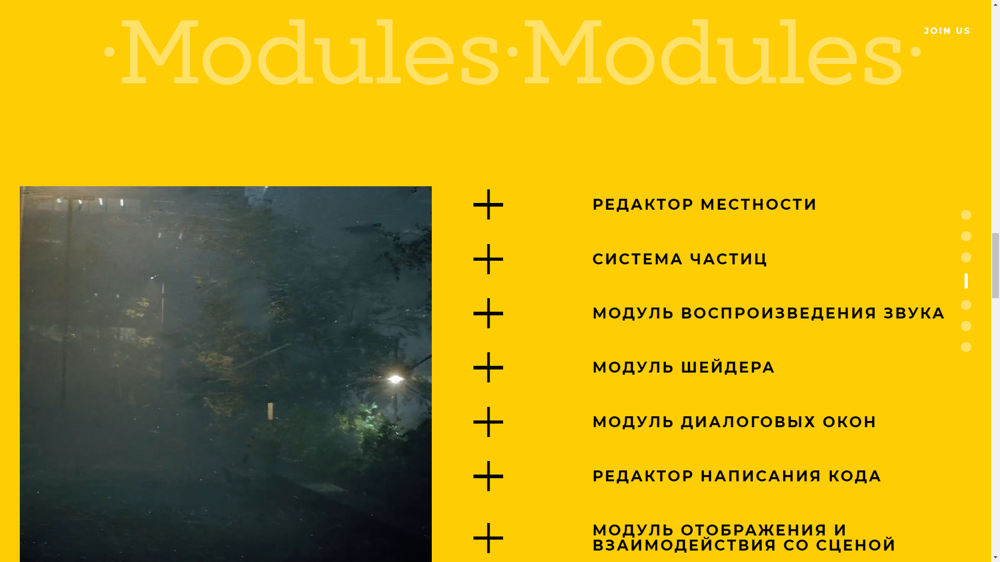 ·Modules·Modules·
JOIN US
РЕДАКТОР МЕСТНОСТИ
СИСТЕМА ЧАСТИЦ
МОДУЛЬ ВОСПРОИЗВЕДЕНИЯ ЗВУКА
МОДУЛЬ ШЕЙДЕРА
МОДУЛЬ ДИАЛОГОВЫХ ОКОН
РЕДАКТОР НАПИСАНИЯ КОДА
МОДУЛЬ ОТОБРАЖЕНИЯ И
ВЗАИМОДЕЙСТВИЯ СО СЦЕНОЙ